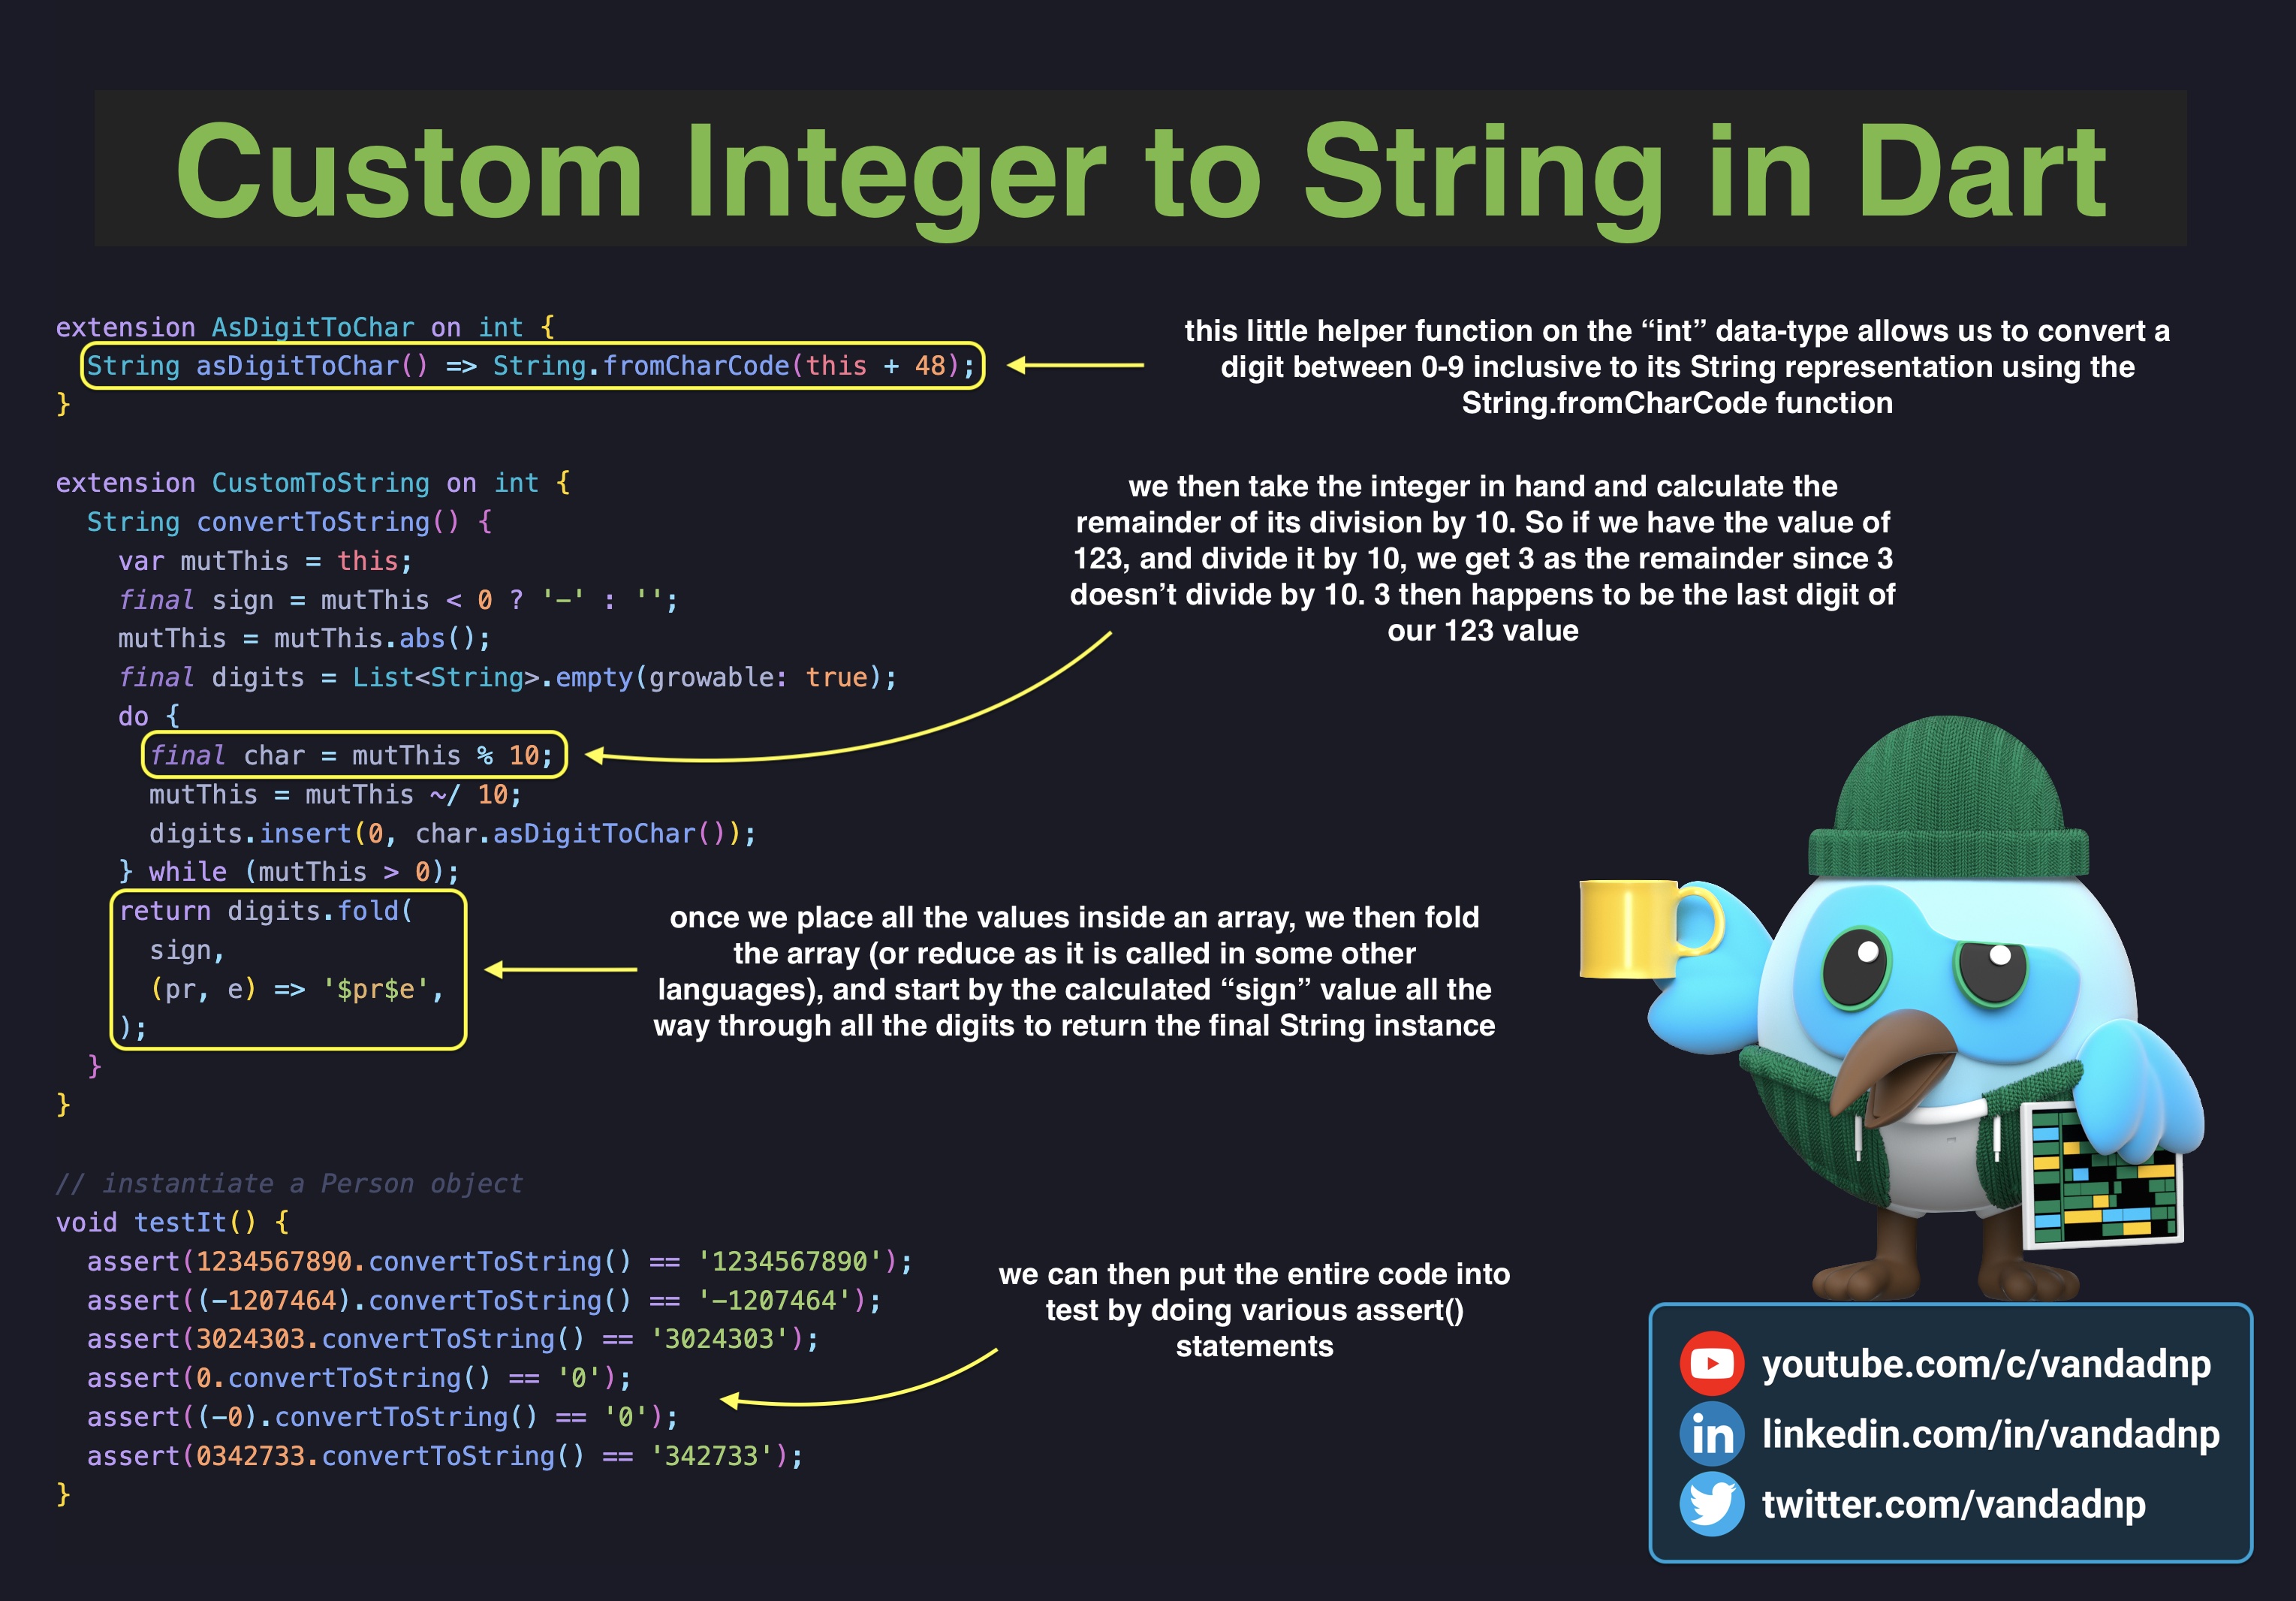 Custom Integer to String in Dart
extension AsDigitToChar on int {
  String asDigitToChar() => String.fromCharCode(this + 48);
}
this little helper function on the “int” data-type allows us to convert a
digit between 0-9 inclusive to its String representation using the
String.fromCharCode function
extension CustomToString on int {
  String convertToString() {
    var mutThis = this;
    final sign = mutThis < 0 ? '-' : '';
    mutThis = mutThis.abs();
    final digits = List<String>.empty(growable: true);
    do {
      final char = mutThis % 10;
      mutThis = mutThis ~/ 10;
      digits.insert(0, char.asDigitToChar());
    } while (mutThis > 0);
    return digits.fold(
      sign,
      (pr, e) => '$pr$e',
    );
  }
}
we then take the integer in hand and calculate the
remainder of its division by 10. So if we have the value of
123, and divide it by 10, we get 3 as the remainder since 3
doesn’t divide by 10. 3 then happens to be the last digit of
our 123 value
once we place all the values inside an array, we then fold
the array (or reduce as it is called in some other
languages), and start by the calculated “sign” value all the
way through all the digits to return the final String instance
// instantiate a Person object
void testIt() {
  assert(1234567890.convertToString() == '1234567890');
  assert((-1207464).convertToString() == '-1207464');
  assert(3024303.convertToString() == '3024303');
  assert(0.convertToString() == '0');
  assert((-0).convertToString() == '0');
  assert(0342733.convertToString() == '342733');
}
we can then put the entire code into
test by doing various assert()
statements
youtube.com/c/vandadnp
in linkedin.com/in/vandadnp
twitter.com/vandadnp